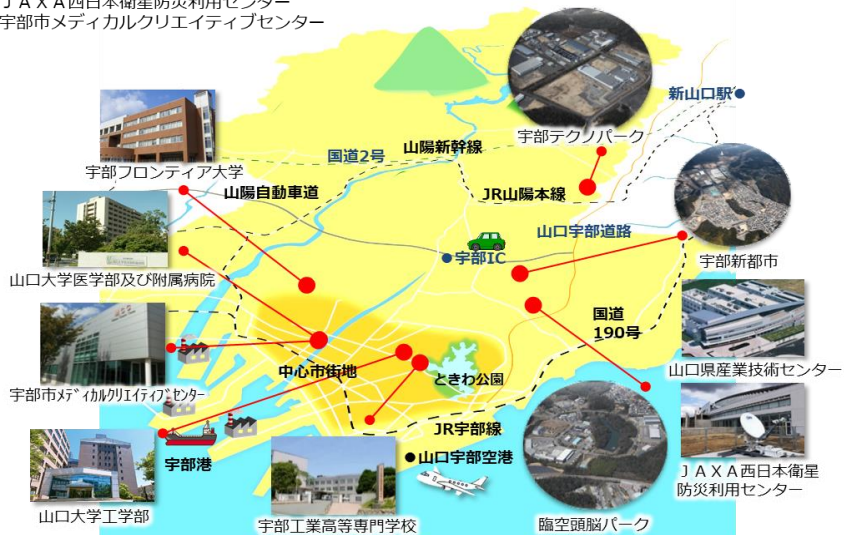 ＪＡＸＡ西日本衛星防災利用センター
宇部市メディカルクリエイティブセンター
新山口駅
宇部テクノパーク
国道2号
山陽新幹線
宇部フロンティア大学
山陽自動車道
JR山陽本線
山口宇部道路
宇部IC
宇部新都市
山口大学医学部及び附属病院
国道
190号
山口県産業技術センター
中心市街地
ときわ公園
宇部市ﾒﾃﾞｨｶﾙｸﾘｴｲﾃｨﾌﾞｾﾝﾀｰ
JR宇部線
宇部港
山口宇部空港
ＪＡＸＡ西日本衛星
防災利用センター
山口大学工学部
宇部工業高等専門学校
臨空頭脳パーク